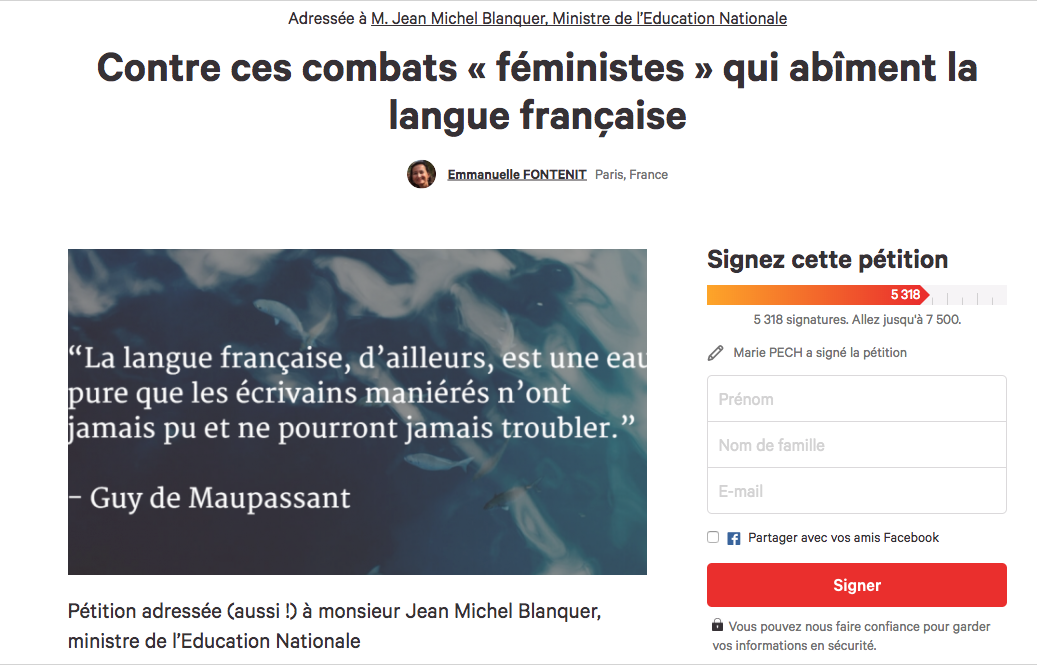 Adressée à M. Jean Michel Blanquer, Ministre de l'Education Nationale
Contre ces combats « féministes » qui abîment la
langue française
Emmanuelle FONTENIT Paris, France
“La langue française, d’ailleurs, est une eau
pure que les écrivains maniérés n’ont
jamais pu et ne pourront jamais troubler.”
– Guy de Maupassant
Pétition adressée (aussi !) à monsieur Jean Michel Blanquer,
ministre de l'Education Nationale
Signez cette pétition
5 318
5 318 signatures. Allez jusqu'à 7 500.
Marie PECH a signé la pétition
Prénom
Nom de famille
E-mail
Partager avec vos amis Facebook
Signer
Vous pouvez nous faire confiance pour garder
vos informations en sécurité.